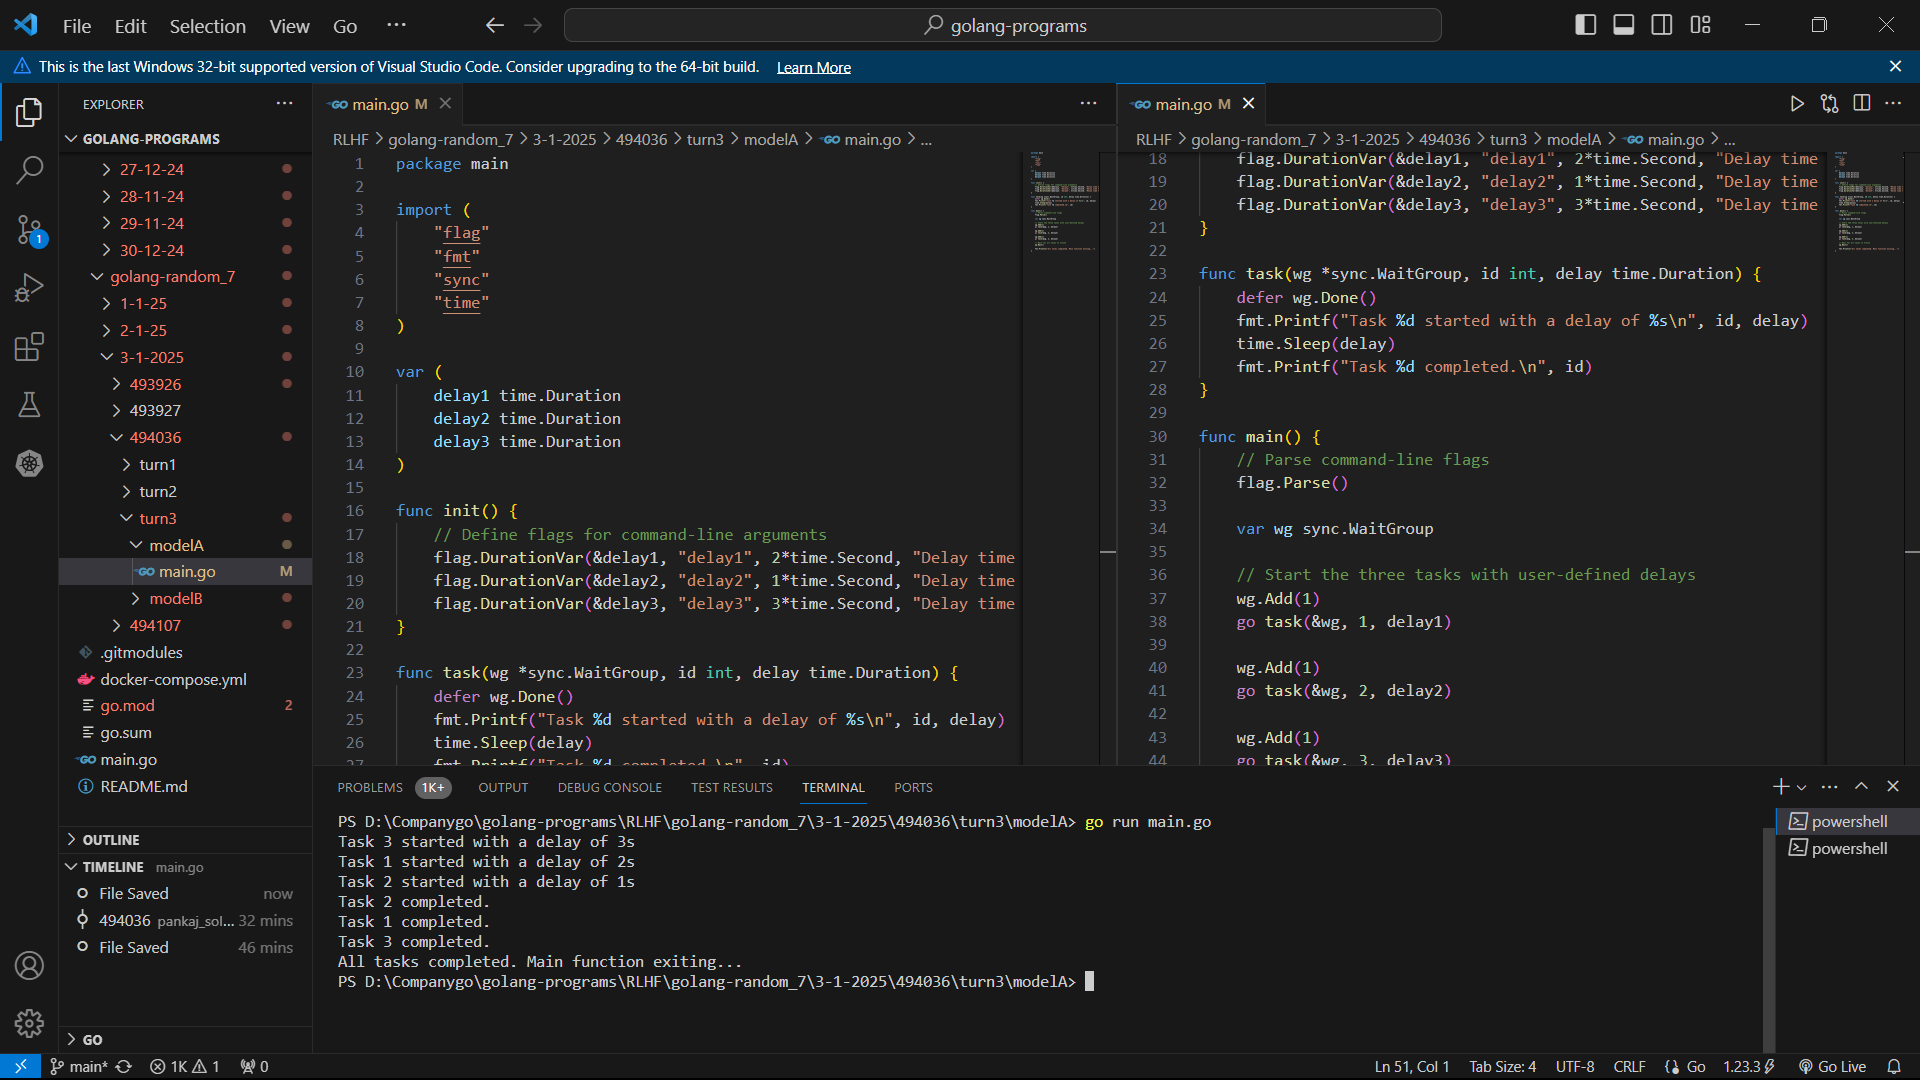 File Edit Selection View Go ···
golang-programs
This is the last Windows 32-bit supported version of Visual Studio Code. Consider upgrading to the 64-bit build. Learn More
EXPLORER
GOLANG-PROGRAMS
27-12-24
28-11-24
29-11-24
30-12-24
golang-random_7
1-1-25
2-1-25
3-1-2025
493926
493927
494036
turn1
turn2
turn3
modelA
main.go M
modelB
494107
.gitmodules
docker-compose.yml
go.mod 2
go.sum
main.go
README.md
OUTLINE
TIMELINE main.go
File Saved now
494036 pankaj_sol... 32 mins
File Saved 46 mins
GO
1
main.go M
RLHF > golang-random_7 > 3-1-2025 > 494036 > turn3 > modelA > main.go > ...
1 package main
2
3 import (
4 "flag"
5 "fmt"
6 "sync"
7 "time"
8 )
9
10 var (
11 delay1 time.Duration
12 delay2 time.Duration
13 delay3 time.Duration
14 )
15
16 func init() {
17 // Define flags for command-line arguments
18 flag.DurationVar(&delay1, "delay1", 2*time.Second, "Delay time
19 flag.DurationVar(&delay2, "delay2", 1*time.Second, "Delay time
20 flag.DurationVar(&delay3, "delay3", 3*time.Second, "Delay time
21 }
22
23 func task(wg *sync.WaitGroup, id int, delay time.Duration) {
24 defer wg.Done()
25 fmt.Printf("Task %d started with a delay of %s\n", id, delay)
26 time.Sleep(delay)
27 fmt.Printf("Task %d completed.\n", id)
main.go M
RLHF > golang-random_7 > 3-1-2025 > 494036 > turn3 > modelA > main.go > ...
18 flag.DurationVar(&delay1, "delay1", 2*time.Second, "Delay time
19 flag.DurationVar(&delay2, "delay2", 1*time.Second, "Delay time
20 flag.DurationVar(&delay3, "delay3", 3*time.Second, "Delay time
21 }
22
23 func task(wg *sync.WaitGroup, id int, delay time.Duration) {
24 defer wg.Done()
25 fmt.Printf("Task %d started with a delay of %s\n", id, delay)
26 time.Sleep(delay)
27 fmt.Printf("Task %d completed.\n", id)
28 }
29
30 func main() {
31 // Parse command-line flags
32 flag.Parse()
33
34 var wg sync.WaitGroup
35
36 // Start the three tasks with user-defined delays
37 wg.Add(1)
38 go task(&wg, 1, delay1)
39
40 wg.Add(1)
41 go task(&wg, 2, delay2)
42
43 wg.Add(1)
44 go task(&wg, 3, delay3)
PROBLEMS 1K+ OUTPUT DEBUG CONSOLE TEST RESULTS TERMINAL PORTS
PS D:\Companygo\golang-programs\RLHF\golang-random_7\3-1-2025\494036\turn3\modelA> go run main.go
Task 3 started with a delay of 3s
Task 1 started with a delay of 2s
Task 2 started with a delay of 1s
Task 2 completed.
Task 1 completed.
Task 3 completed.
All tasks completed. Main function exiting...
PS D:\Companygo\golang-programs\RLHF\golang-random_7\3-1-2025\494036\turn3\modelA>
powershell
powershell
main* 1K 1 0 Ln 51, Col 1 Tab Size: 4 UTF-8 CRLF Go 1.23.3 Go Live